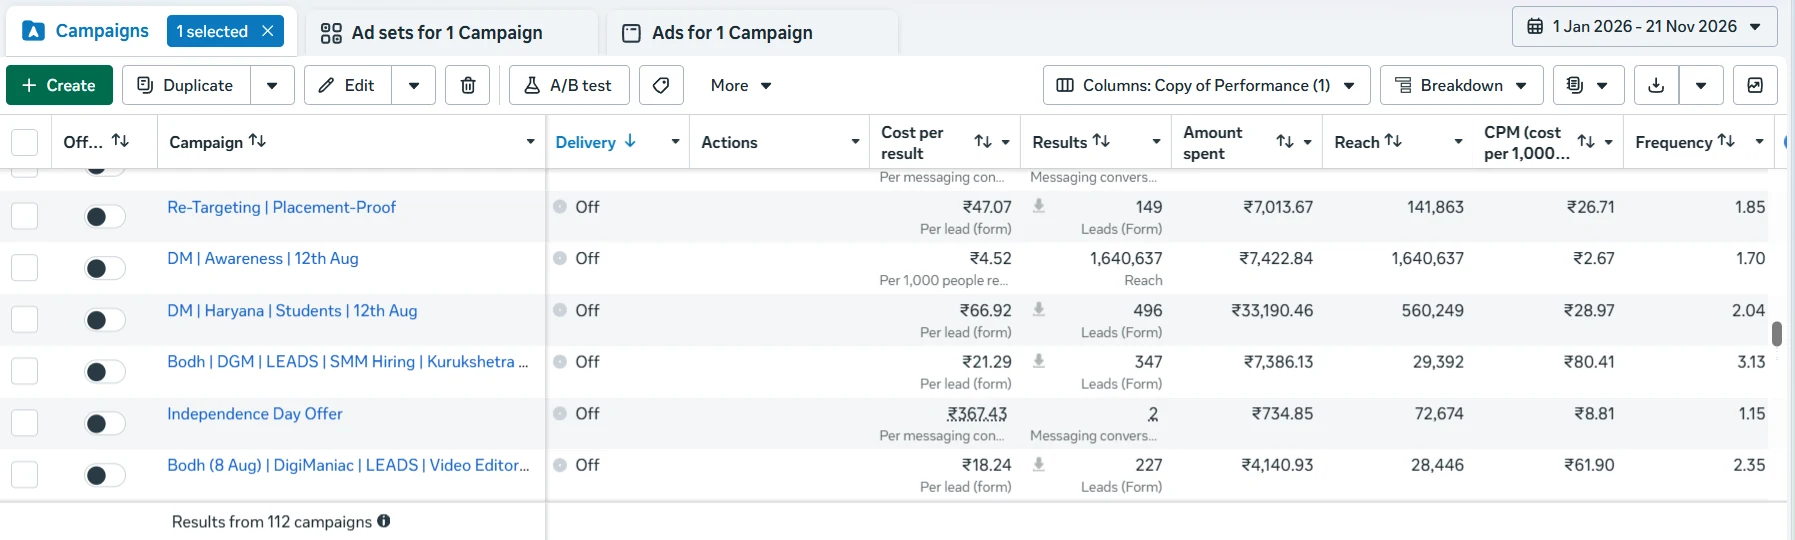 Campaigns 1 selected × Ad sets for 1 Campaign Ads for 1 Campaign 1 Jan 2026 - 21 Nov 2026
+ Create Duplicate Edit A/B test More Columns: Copy of Performance (1) Breakdown
Off... Campaign Delivery Actions Cost per result Results Amount spent Reach CPM (cost per 1,000... Frequency
Per messaging con... Messaging convers...
Re-Targeting | Placement-Proof Off ₹47.07 149 ₹7,013.67 141,863 ₹26.71 1.85
Per lead (form) Leads (Form)
DM | Awareness | 12th Aug Off ₹4.52 1,640,637 ₹7,422.84 1,640,637 ₹2.67 1.70
Per 1,000 people re... Reach
DM | Haryana | Students | 12th Aug Off ₹66.92 496 ₹33,190.46 560,249 ₹28.97 2.04
Per lead (form) Leads (Form)
Bodh | DGM | LEADS | SMM Hiring | Kurukshetra ... Off ₹21.29 347 ₹7,386.13 29,392 ₹80.41 3.13
Per lead (form) Leads (Form)
Independence Day Offer Off ₹367.43 2 ₹734.85 72,674 ₹8.81 1.15
Per messaging con... Messaging convers...
Bodh (8 Aug) | DigiManiac | LEADS | Video Editor... Off ₹18.24 227 ₹4,140.93 28,446 ₹61.90 2.35
Per lead (form) Leads (Form)
Results from 112 campaigns